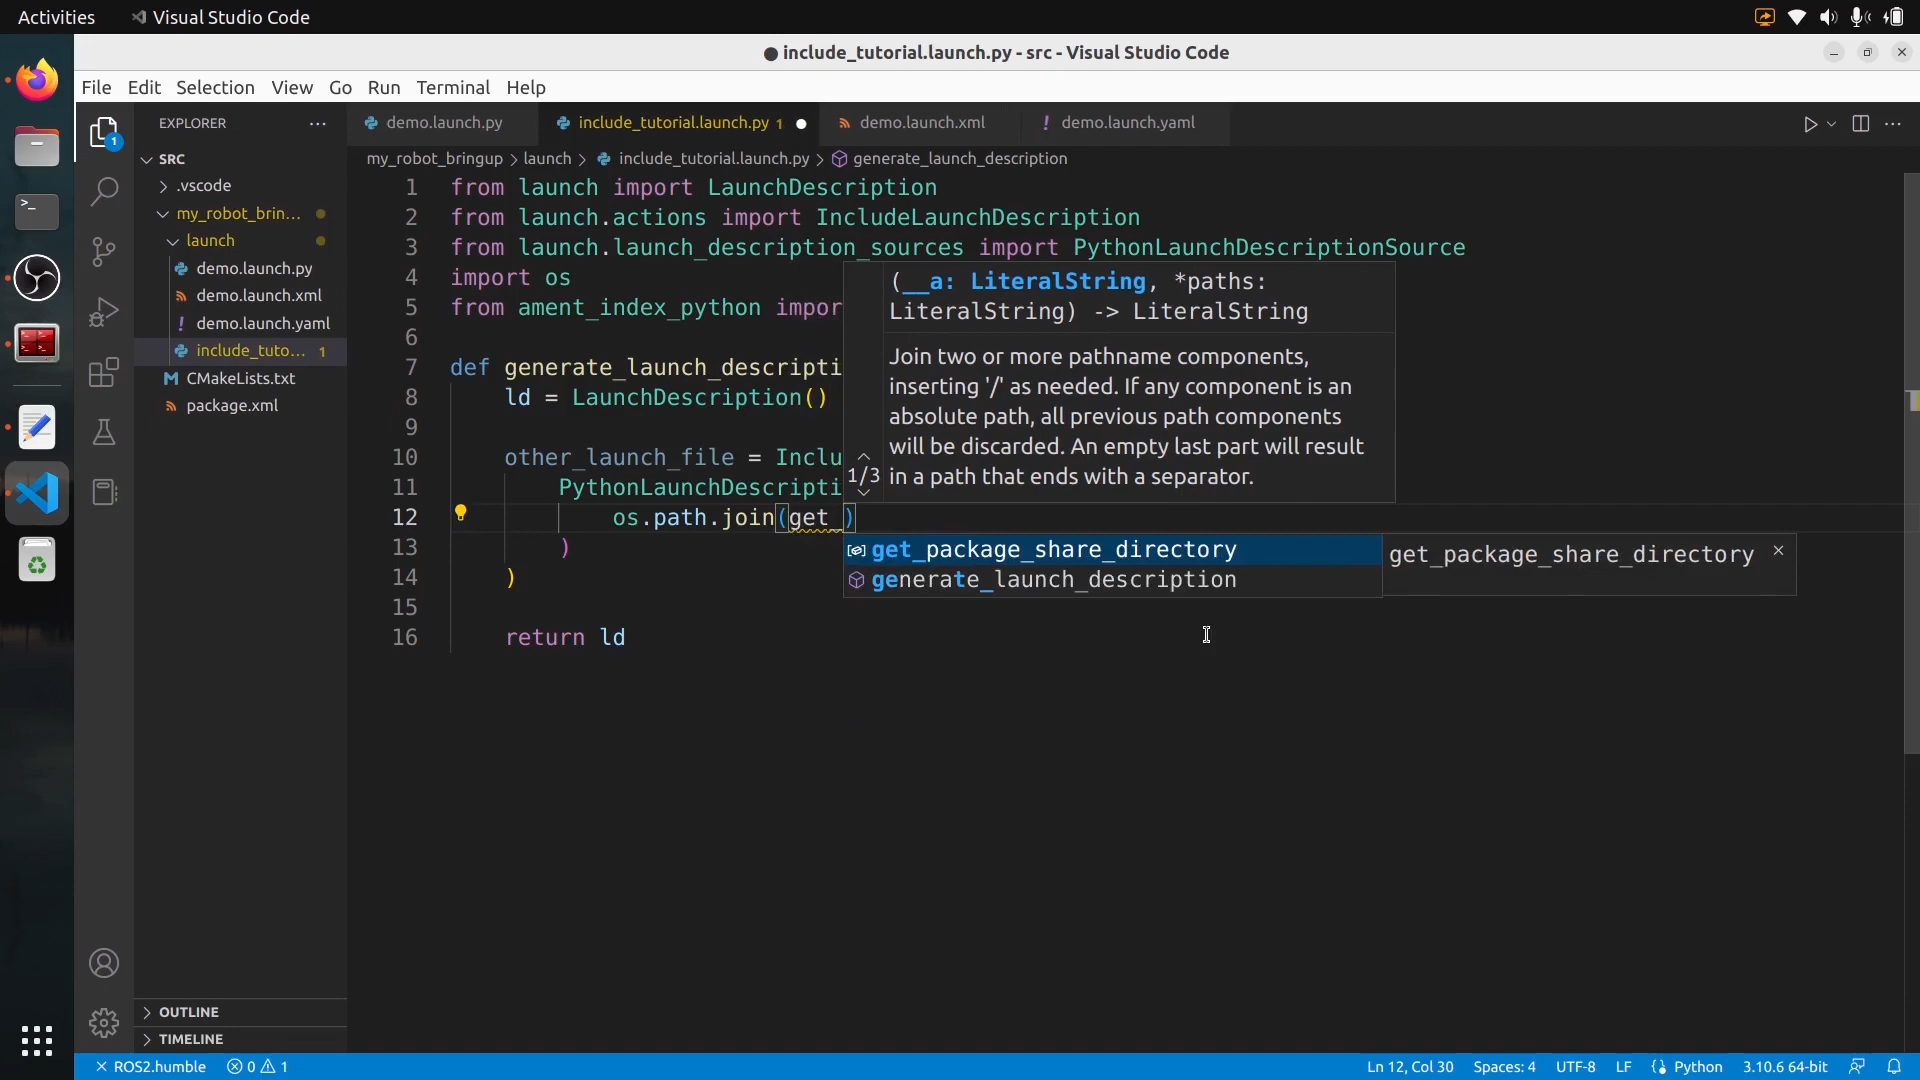 Activities
Visual Studio Code
● include_tutorial.launch.py - src - Visual Studio Code
File Edit Selection View Go Run Terminal Help
1
EXPLORER
SRC
.vscode
my_robot_brin...
launch
demo.launch.py
demo.launch.xml
demo.launch.yaml
include_tuto... 1
CMakeLists.txt
package.xml
OUTLINE
TIMELINE
demo.launch.py
include_tutorial.launch.py 1
demo.launch.xml
demo.launch.yaml
my_robot_bringup > launch > include_tutorial.launch.py > generate_launch_description
1 from launch import LaunchDescription
2 from launch.actions import IncludeLaunchDescription
3 from launch.launch_description_sources import PythonLaunchDescriptionSource
4 import os
5 from ament_index_python impor
6
7 def generate_launch_descripti
8 ld = LaunchDescription()
9
10 other_launch_file = Inclu
11 PythonLaunchDescripti
12 os.path.join(get_)
13 )
14 )
15
16 return ld
(__a: LiteralString, *paths:
LiteralString) -> LiteralString
Join two or more pathname components,
inserting '/' as needed. If any component is an
absolute path, all previous path components
will be discarded. An empty last part will result
1/3 in a path that ends with a separator.
get_package_share_directory
generate_launch_description
get_package_share_directory
ROS2.humble
0 1
Ln 12, Col 30
Spaces: 4
UTF-8
LF
Python
3.10.6 64-bit